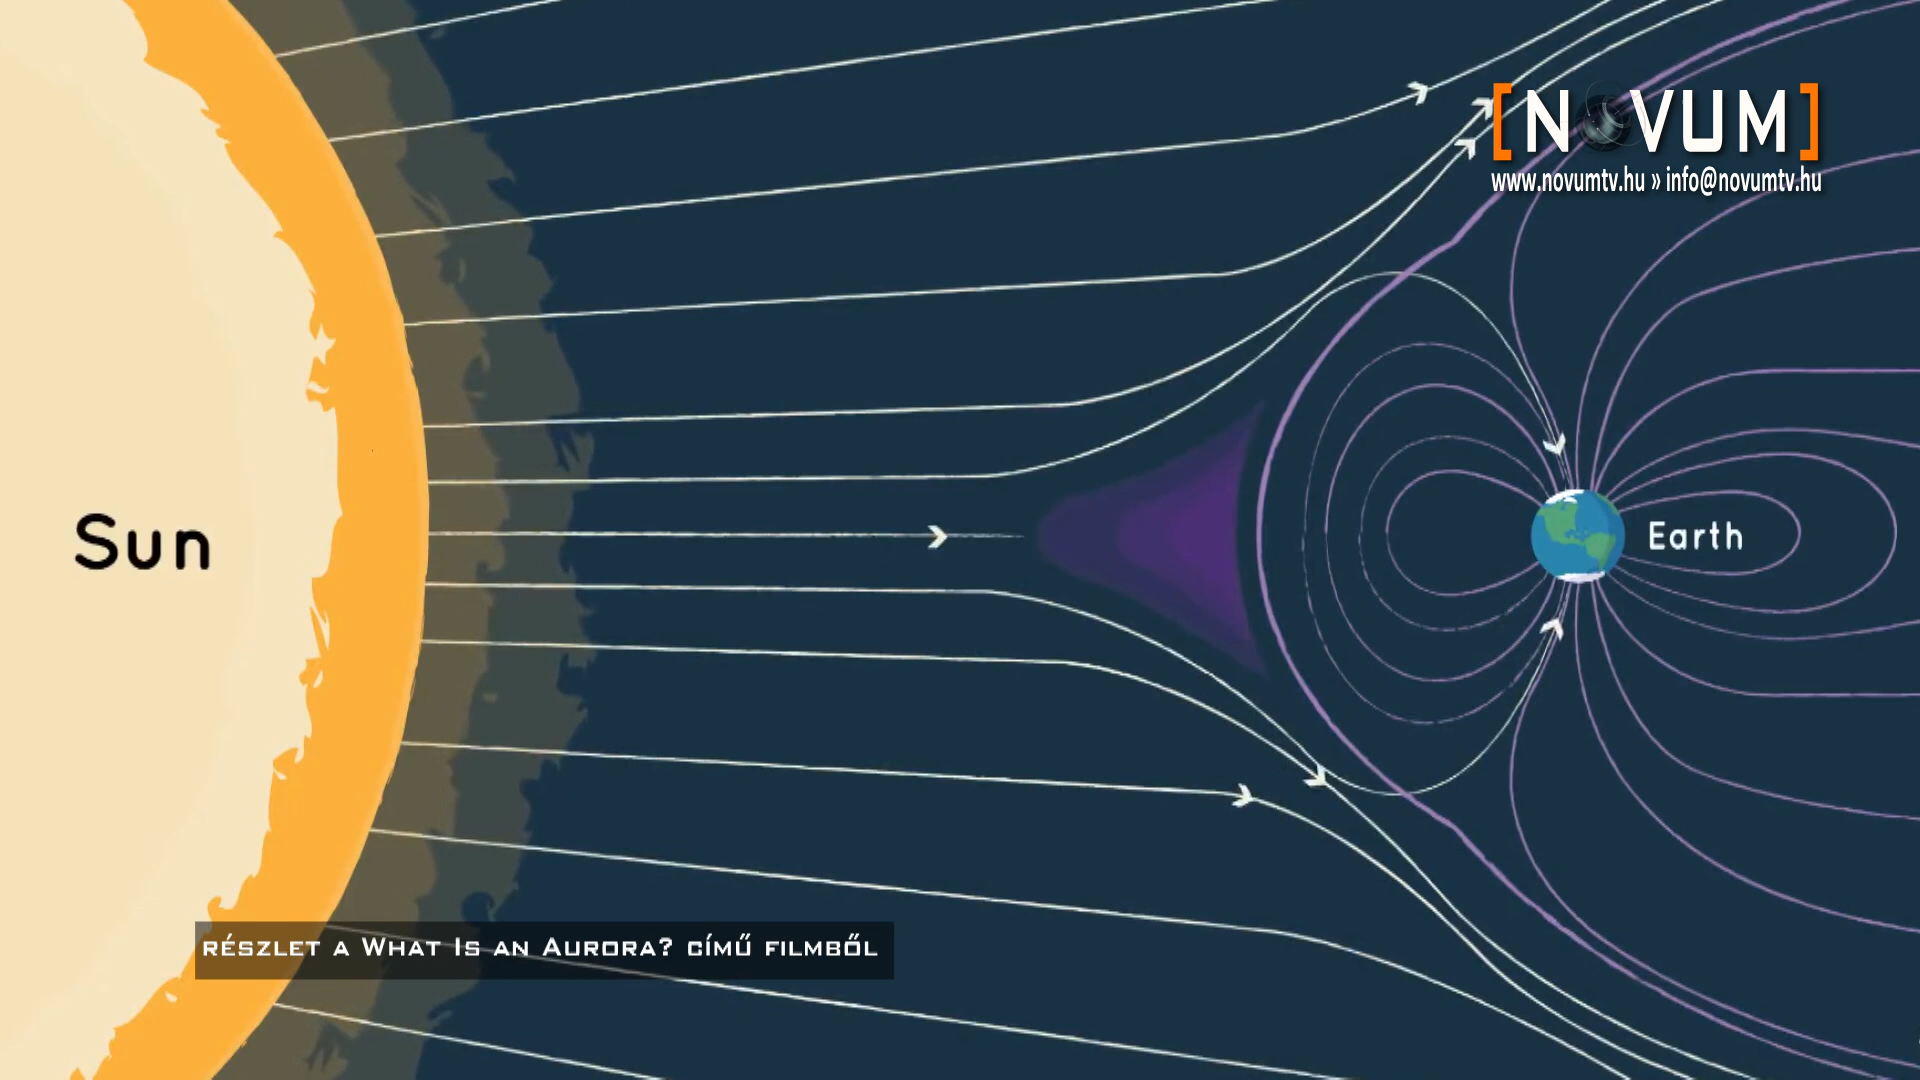 [NOVUM]
www.novumtv.hu » info@novumtv.hu
Sun
Earth
RÉSZLET A WHAT IS AN AURORA? CÍMŰ FILMBŐL